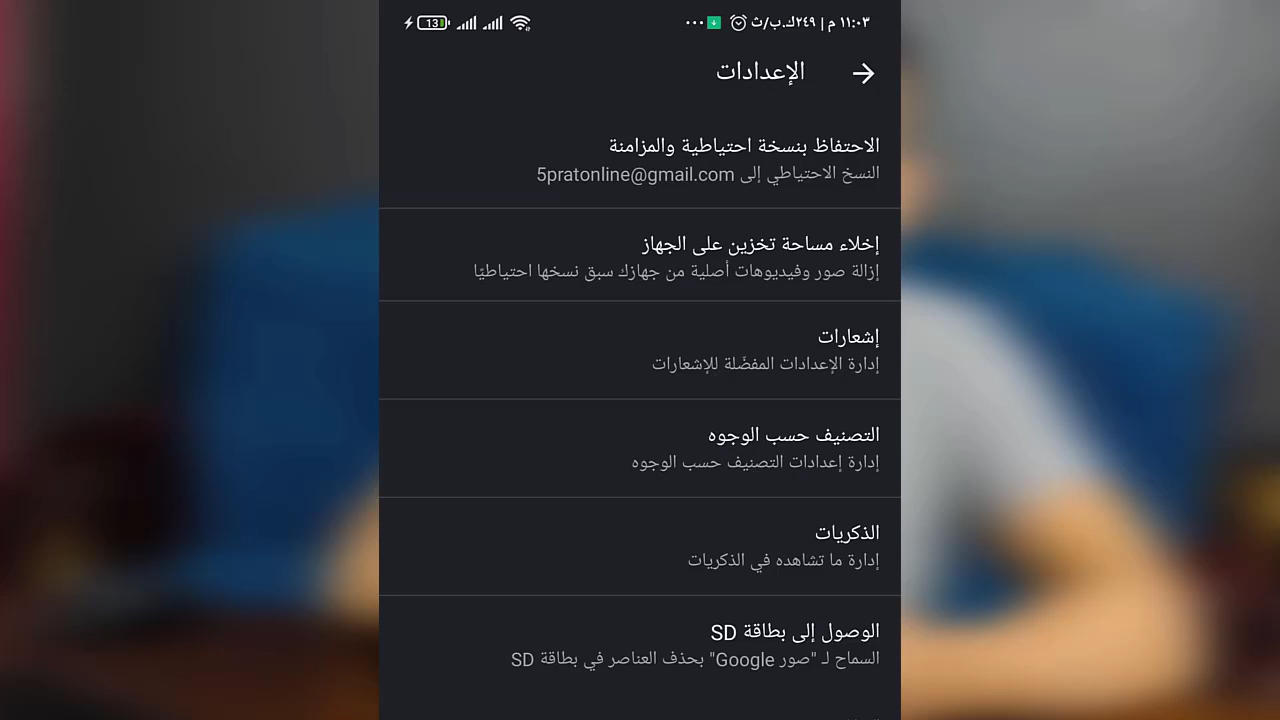 ١١:٠٣ م | ٢٤٩ك.ب/ث
13
الإعدادات
الاحتفاظ بنسخة احتياطية والمزامنة
النسخ الاحتياطي إلى 5pratonline@gmail.com
إخلاء مساحة تخزين على الجهاز
إزالة صور وفيديوهات أصلية من جهازك سبق نسخها احتياطيًا
إشعارات
إدارة الإعدادات المفضّلة للإشعارات
التصنيف حسب الوجوه
إدارة إعدادات التصنيف حسب الوجوه
الذكريات
إدارة ما تشاهده في الذكريات
الوصول إلى بطاقة SD
السماح لـ "صور Google" بحذف العناصر في بطاقة SD